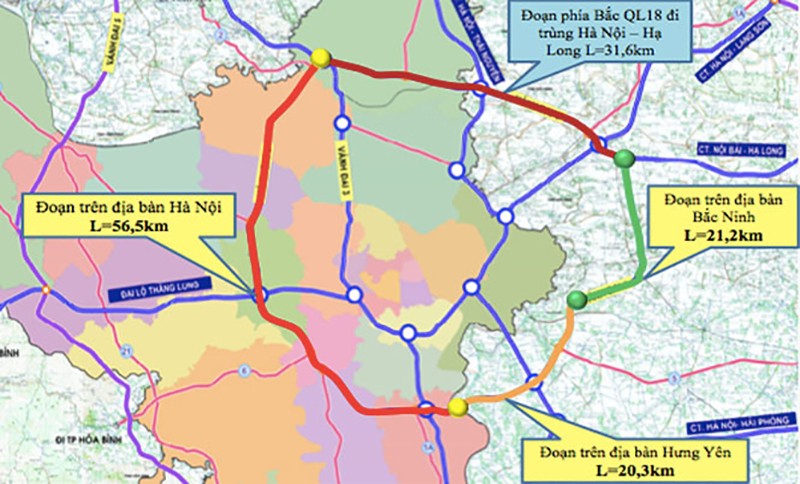 VÀNH ĐAI 5
HÀ NỘI - THÁI NGUYÊN
Đoạn phía Bắc QL18 đi
trùng Hà Nội – Hạ
Long L=31,6km
CT. HÀ NỘI - LẠNG SƠN
CT. NỘI BÀI - HẠ LONG
VÀNH ĐAI 3
Đoạn trên địa bàn Hà Nội
L=56,5km
Đoạn trên địa bàn
Bắc Ninh
L=21,2km
ĐẠI LỘ THĂNG LONG
BÌNH
21
6
5
ĐI TP HÒA BÌNH
1A
CT. HÀ NỘI - HẢI PHÒNG
Đoạn trên địa bàn Hưng Yên
L=20,3km